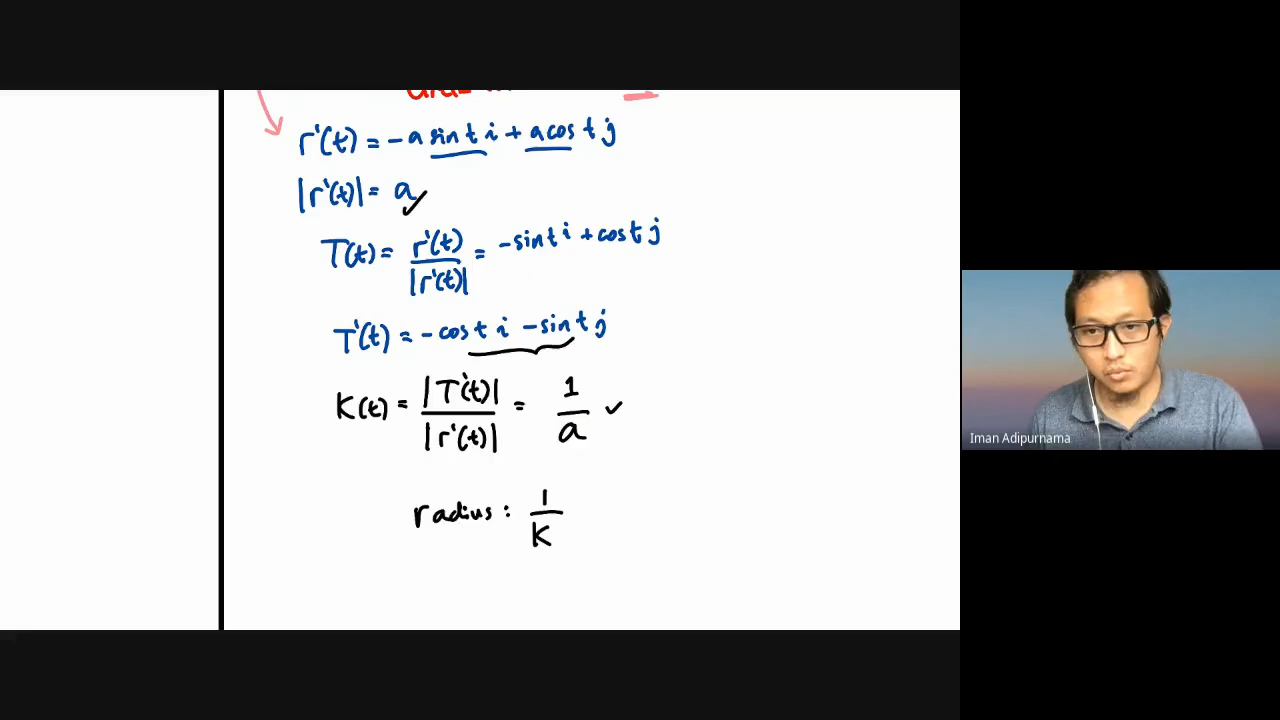 r'(t) = -a sin t i + a cos t j
|r'(t)| = a
T(t) = r'(t) / |r'(t)| = -sin t i + cos t j
T'(t) = -cos t i - sin t j
K(t) = |T'(t)| / |r'(t)| = 1 / a ✓
radius: 1 / K
Iman Adipurnama